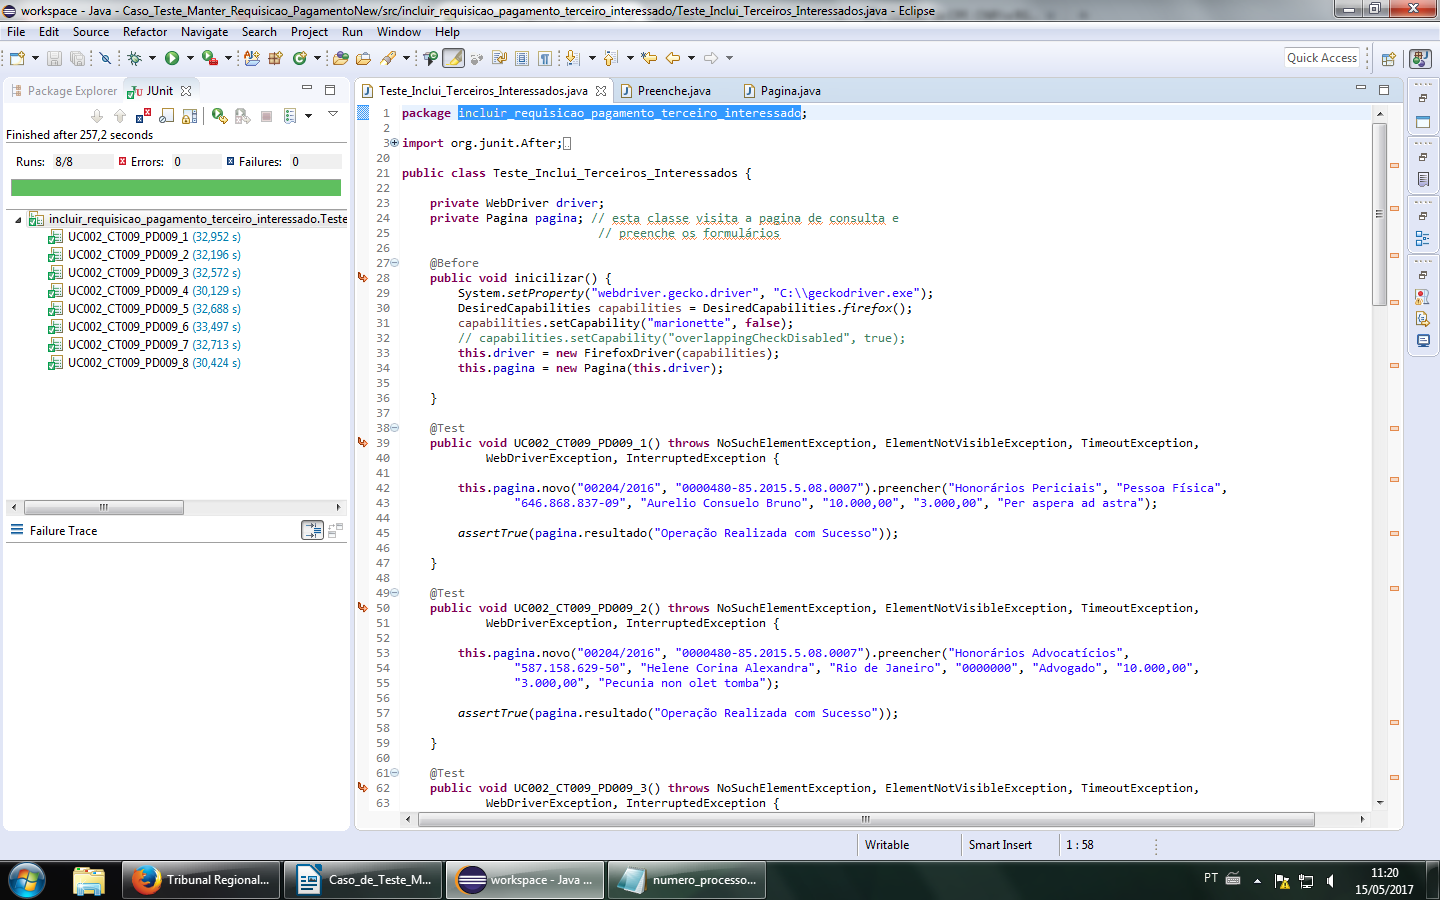 workspace - Java - Caso_Teste_Manter_Requisicao_PagamentoNew/src/incluir_requisicao_pagamento_terceiro_interessado/Teste_Inclui_Terceiros_Interessados.java - Eclipse
File Edit Source Refactor Navigate Search Project Run Window Help
Quick Access
Package Explorer JUnit
Finished after 257,2 seconds
Runs: 8/8 Errors: 0 Failures: 0
incluir_requisicao_pagamento_terceiro_interessado.Teste
UC002_CT009_PD009_1 (32,952 s)
UC002_CT009_PD009_2 (32,196 s)
UC002_CT009_PD009_3 (32,572 s)
UC002_CT009_PD009_4 (30,129 s)
UC002_CT009_PD009_5 (32,688 s)
UC002_CT009_PD009_6 (33,497 s)
UC002_CT009_PD009_7 (32,713 s)
UC002_CT009_PD009_8 (30,424 s)
Failure Trace
Teste_Inclui_Terceiros_Interessados.java Preenche.java Pagina.java
1 package incluir_requisicao_pagamento_terceiro_interessado;
2
3 import org.junit.After;
20
21 public class Teste_Inclui_Terceiros_Interessados {
22
23 private WebDriver driver;
24 private Pagina pagina; // esta classe visita a pagina de consulta e
25 // preenche os formulários
26
27 @Before
28 public void inicilizar() {
29 System.setProperty("webdriver.gecko.driver", "C:\\geckodriver.exe");
30 DesiredCapabilities capabilities = DesiredCapabilities.firefox();
31 capabilities.setCapability("marionette", false);
32 // capabilities.setCapability("overlappingCheckDisabled", true);
33 this.driver = new FirefoxDriver(capabilities);
34 this.pagina = new Pagina(this.driver);
35
36 }
37
38 @Test
39 public void UC002_CT009_PD009_1() throws NoSuchElementException, ElementNotVisibleException, TimeoutException,
40 WebDriverException, InterruptedException {
41
42 this.pagina.novo("00204/2016", "0000480-85.2015.5.08.0007").preencher("Honorários Periciais", "Pessoa Física",
43 "646.868.837-09", "Aurelio Consuelo Bruno", "10.000,00", "3.000,00", "Per aspera ad astra");
44
45 assertTrue(pagina.resultado("Operação Realizada com Sucesso"));
46
47 }
48
49 @Test
50 public void UC002_CT009_PD009_2() throws NoSuchElementException, ElementNotVisibleException, TimeoutException,
51 WebDriverException, InterruptedException {
52
53 this.pagina.novo("00204/2016", "0000480-85.2015.5.08.0007").preencher("Honorários Advocatícios",
54 "587.158.629-50", "Helene Corina Alexandra", "Rio de Janeiro", "0000000", "Advogado", "10.000,00",
55 "3.000,00", "Pecunia non olet tomba");
56
57 assertTrue(pagina.resultado("Operação Realizada com Sucesso"));
58
59 }
60
61 @Test
62 public void UC002_CT009_PD009_3() throws NoSuchElementException, ElementNotVisibleException, TimeoutException,
63 WebDriverException, InterruptedException {
Writable Smart Insert 1 : 58
Tribunal Regional... Caso_de_Teste_M... workspace - Java ... numero_processo... PT 11:20
15/05/2017